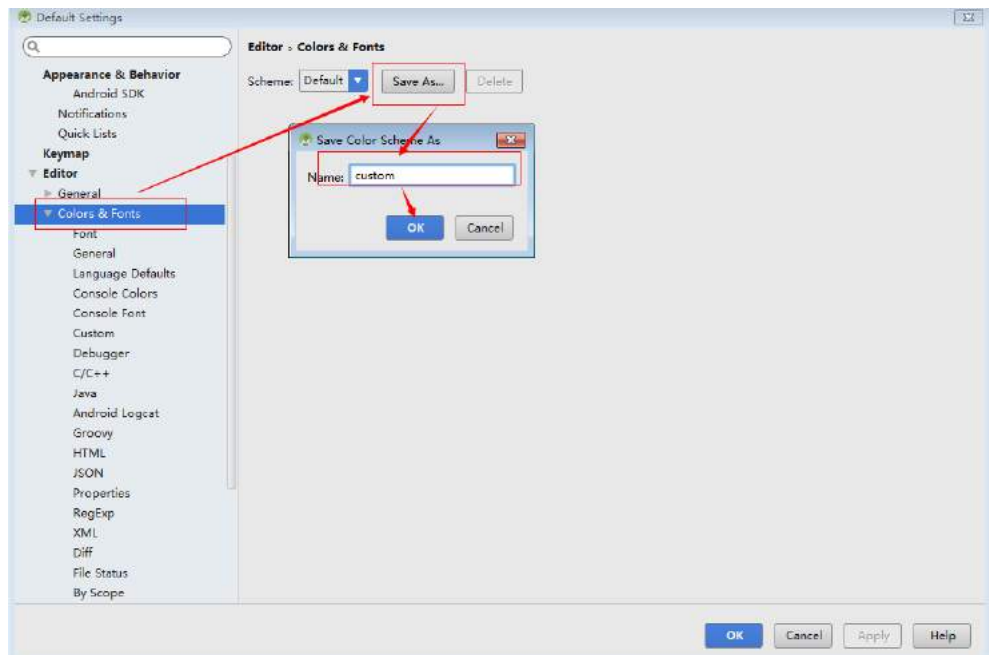 Default Settings
Appearance & Behavior
Android SDK
Notifications
Quick Lists
Keymap
Editor
General
Colors & Fonts
Font
General
Language Defaults
Console Colors
Console Font
Custom
Debugger
C/C++
Java
Android Logcat
Groovy
HTML
JSON
Properties
RegExp
XML
Diff
File Status
By Scope
Editor › Colors & Fonts
Scheme: Default Save As... Delete
Save Color Scheme As
Name: custom
OK Cancel
OK Cancel Apply Help